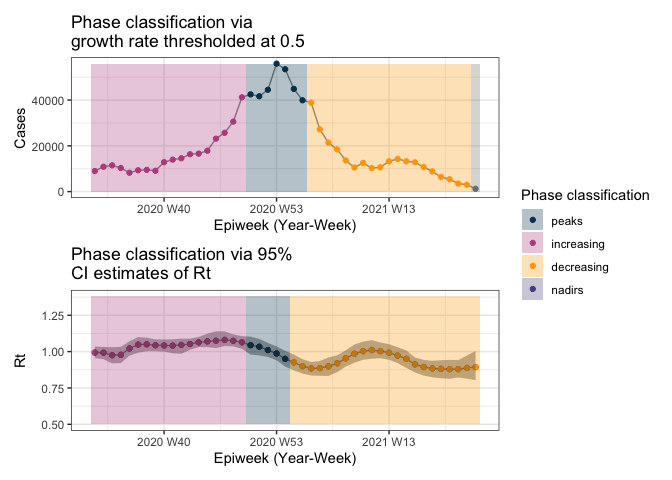 Phase classification via
growth rate thresholded at 0.5
Cases
40000
20000
0
2020 W40
2020 W53
2021 W13
Epiweek (Year-Week)
Phase classification via 95%
CI estimates of Rt
Rt
1.25
1.00
0.75
0.50
2020 W40
2020 W53
2021 W13
Epiweek (Year-Week)
Phase classification
peaks
increasing
decreasing
nadirs